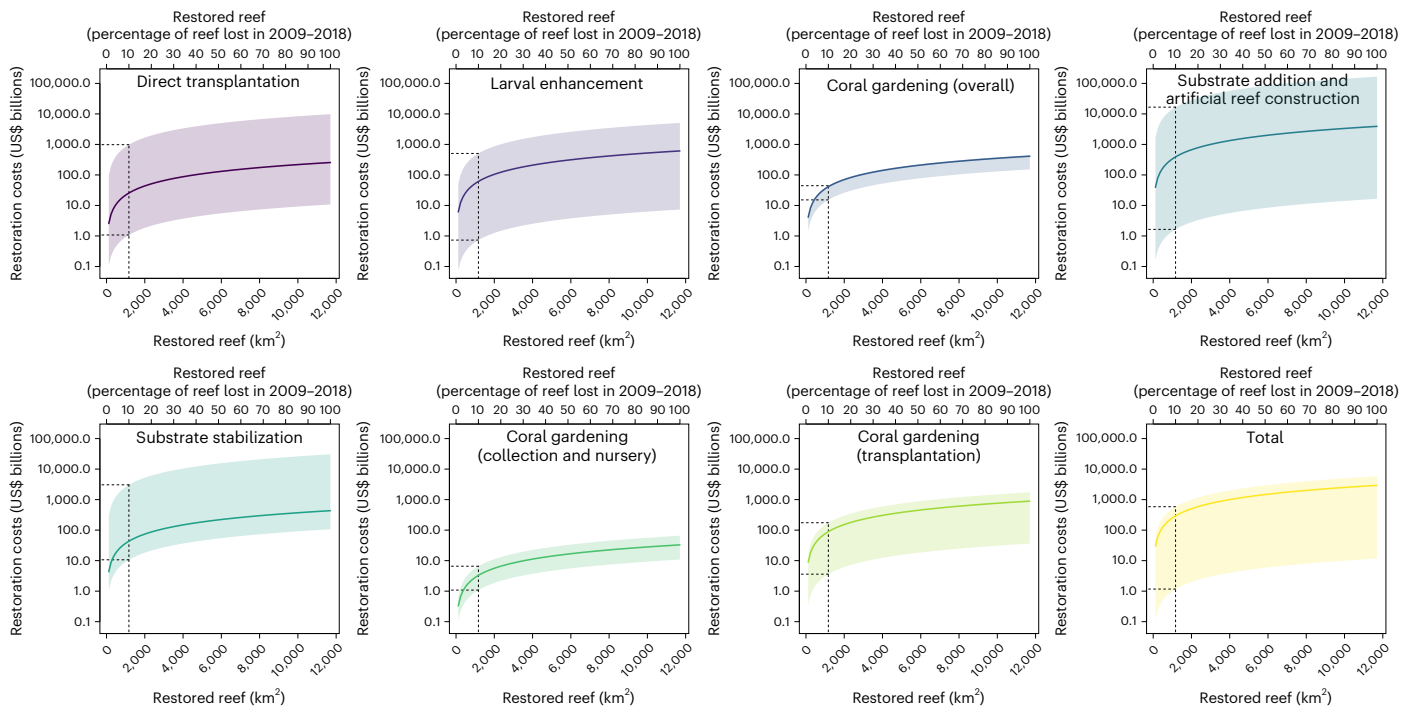 Restored reef
(percentage of reef lost in 2009–2018)
0 10 20 30 40 50 60 70 80 90 100
Direct transplantation
Restoration costs (US$ billions)
100,000.0
10,000.0
1,000.0
100.0
10.0
1.0
0.1
0 2,000 4,000 6,000 8,000 10,000 12,000
Restored reef (km²)
Restored reef
(percentage of reef lost in 2009–2018)
0 10 20 30 40 50 60 70 80 90 100
Larval enhancement
Restoration costs (US$ billions)
100,000.0
10,000.0
1,000.0
100.0
10.0
1.0
0.1
0 2,000 4,000 6,000 8,000 10,000 12,000
Restored reef (km²)
Restored reef
(percentage of reef lost in 2009–2018)
0 10 20 30 40 50 60 70 80 90 100
Coral gardening (overall)
Restoration costs (US$ billions)
100,000.0
10,000.0
1,000.0
100.0
10.0
1.0
0.1
0 2,000 4,000 6,000 8,000 10,000 12,000
Restored reef (km²)
Restored reef
(percentage of reef lost in 2009–2018)
0 10 20 30 40 50 60 70 80 90 100
Substrate addition and
artificial reef construction
Restoration costs (US$ billions)
100,000.0
10,000.0
1,000.0
100.0
10.0
1.0
0.1
0 2,000 4,000 6,000 8,000 10,000 12,000
Restored reef (km²)
Restored reef
(percentage of reef lost in 2009–2018)
0 10 20 30 40 50 60 70 80 90 100
Substrate stabilization
Restoration costs (US$ billions)
100,000.0
10,000.0
1,000.0
100.0
10.0
1.0
0.1
0 2,000 4,000 6,000 8,000 10,000 12,000
Restored reef (km²)
Restored reef
(percentage of reef lost in 2009–2018)
0 10 20 30 40 50 60 70 80 90 100
Coral gardening
(collection and nursery)
Restoration costs (US$ billions)
100,000.0
10,000.0
1,000.0
100.0
10.0
1.0
0.1
0 2,000 4,000 6,000 8,000 10,000 12,000
Restored reef (km²)
Restored reef
(percentage of reef lost in 2009–2018)
0 10 20 30 40 50 60 70 80 90 100
Coral gardening
(transplantation)
Restoration costs (US$ billions)
100,000.0
10,000.0
1,000.0
100.0
10.0
1.0
0.1
0 2,000 4,000 6,000 8,000 10,000 12,000
Restored reef (km²)
Restored reef
(percentage of reef lost in 2009–2018)
0 10 20 30 40 50 60 70 80 90 100
Total
Restoration costs (US$ billions)
100,000.0
10,000.0
1,000.0
100.0
10.0
1.0
0.1
0 2,000 4,000 6,000 8,000 10,000 12,000
Restored reef (km²)